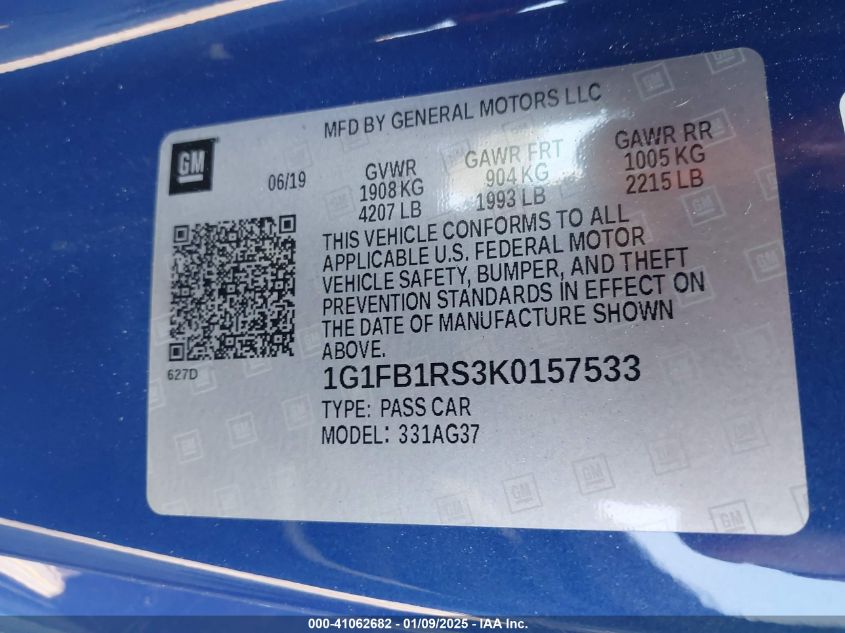 MFD BY GENERAL MOTORS LLC
GM
06/19
GVWR
1908 KG
4207 LB
GAWR FRT
904 KG
1993 LB
GAWR RR
1005 KG
2215 LB
THIS VEHICLE CONFORMS TO ALL
APPLICABLE U.S. FEDERAL MOTOR
VEHICLE SAFETY, BUMPER, AND THEFT
PREVENTION STANDARDS IN EFFECT ON
THE DATE OF MANUFACTURE SHOWN
ABOVE.
627D
1G1FB1RS3K0157533
TYPE: PASS CAR
MODEL: 331AG37
000-41062682 - 01/09/2025 - IAAI.COM.